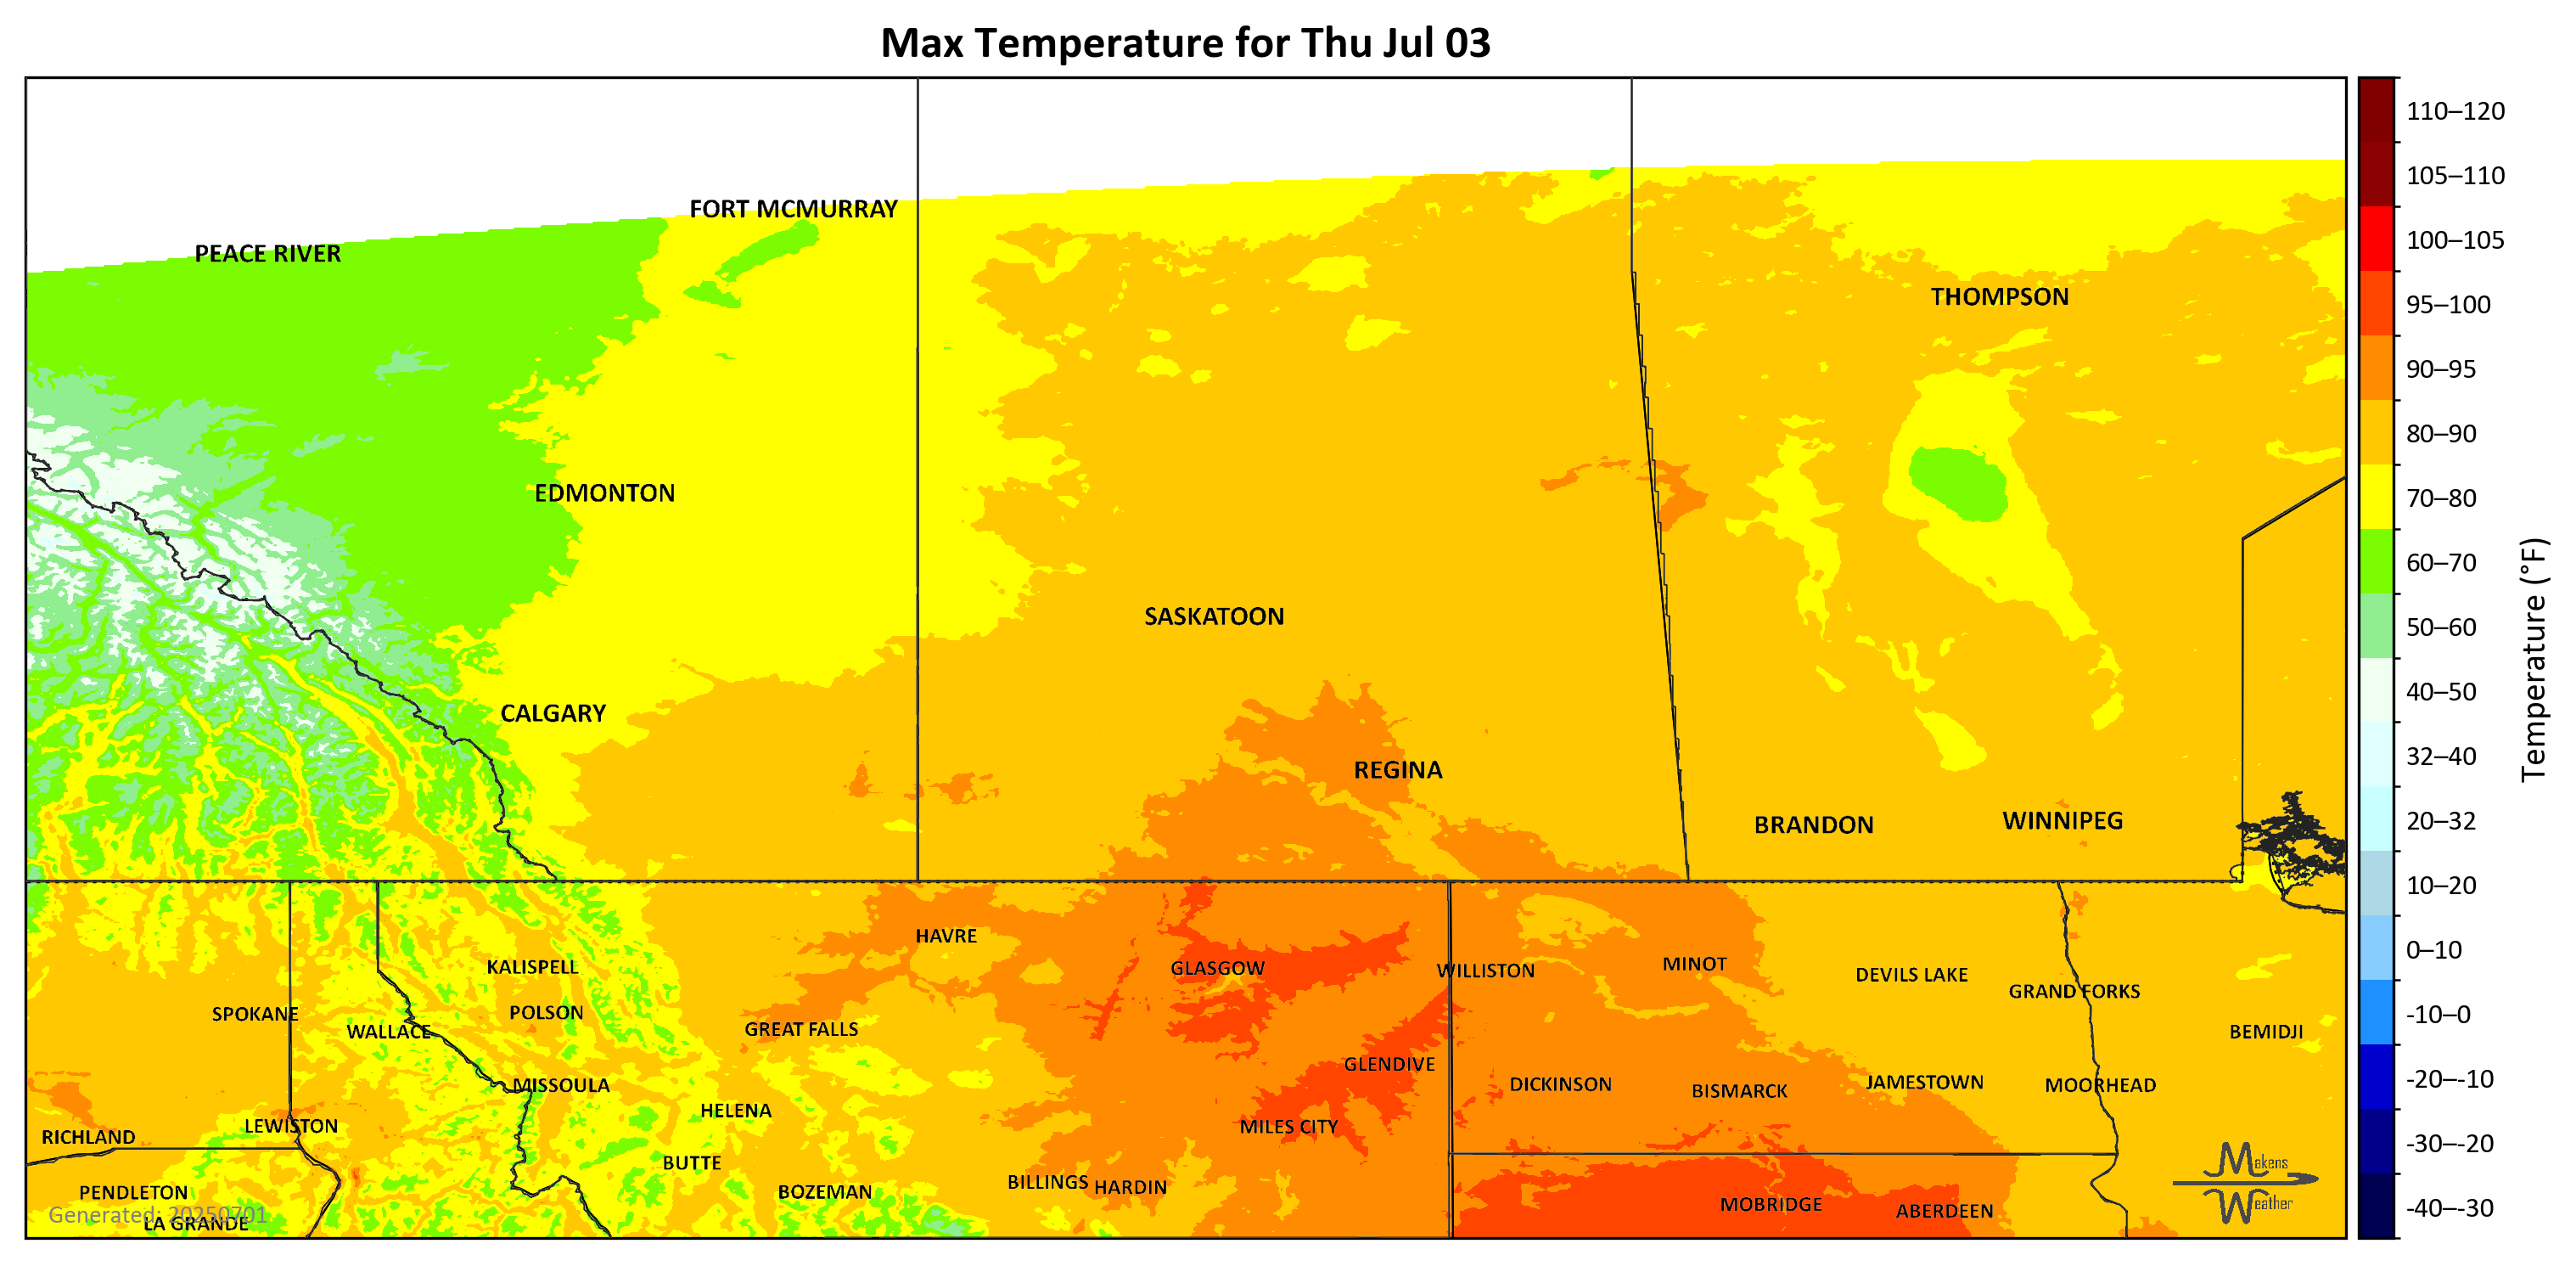 Max Temperature for Thu Jul 03
110–120
105–110
100–105
95–100
90–95
80–90
70–80
60–70
50–60
40–50
32–40
20–32
10–20
0–10
-10–0
-20–-10
-30–-20
-40–-30
Temperature (°F)
FORT MCMURRAY
PEACE RIVER
THOMPSON
EDMONTON
SASKATOON
CALGARY
REGINA
BRANDON
WINNIPEG
HAVRE
KALISPELL
GLASGOW
WILLISTON
MINOT
DEVILS LAKE
GRAND FORKS
SPOKANE
POLSON
WALLACE
GREAT FALLS
BEMIDJI
GLENDIVE
MISSOULA
DICKINSON
BISMARCK
JAMESTOWN
MOORHEAD
HELENA
LEWISTON
MILES CITY
RICHLAND
BUTTE
BILLINGS
HARDIN
PENDLETON
BOZEMAN
MOBRIDGE
ABERDEEN
LA GRANDE
Generated: 20250701
Makens
Weather